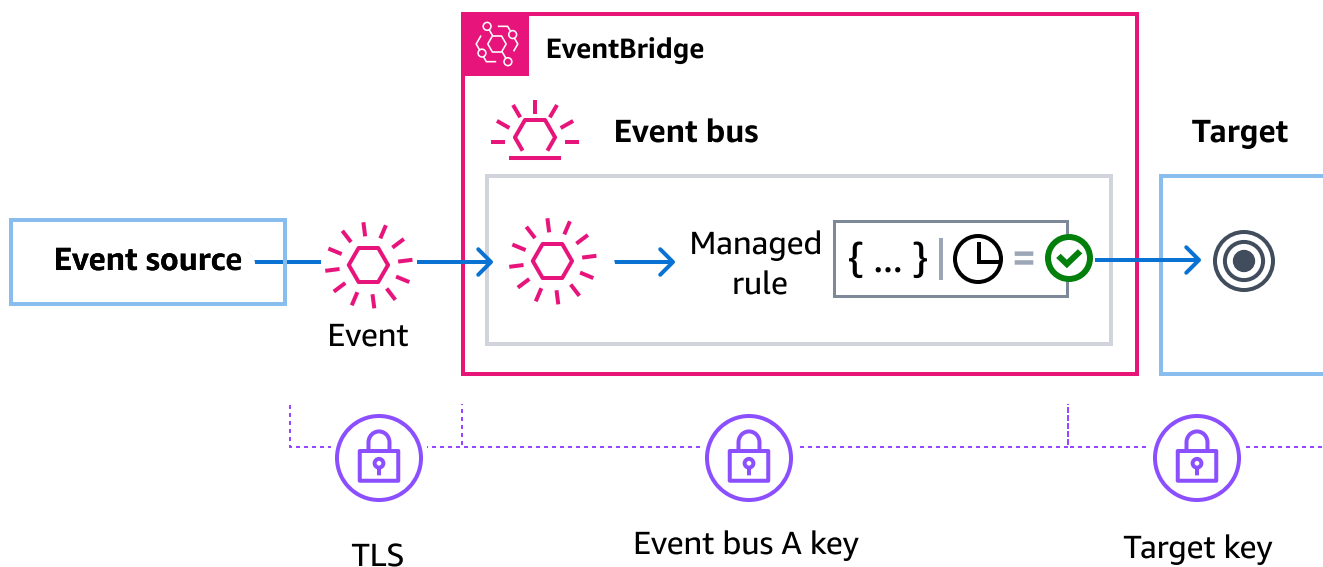 EventBridge
Event bus
Target
Event source
Event
Managed
rule
{ ... } | =
TLS
Event bus A key
Target key